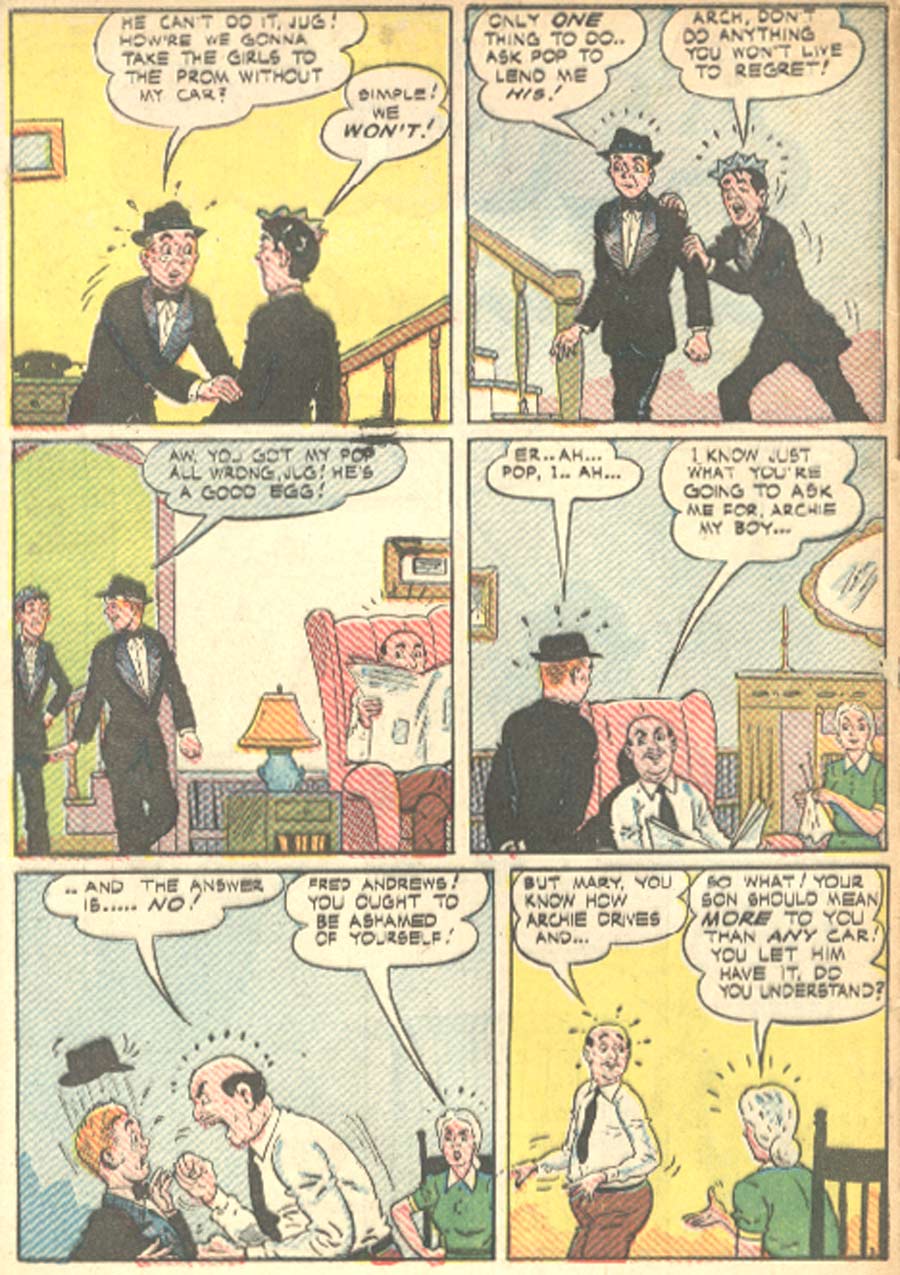 HE CAN'T DO IT, JUG!
HOW'RE WE GONNA
TAKE THE GIRLS TO
THE PROM WITHOUT
MY CAR?
SIMPLE!
WE
WON'T!
ONLY ONE
THING TO DO..
ASK POP TO
LEND ME
HIS!
ARCH, DON'T
DO ANYTHING
YOU WON'T LIVE
TO REGRET!
AW, YOU GOT MY POP
ALL WRONG, JUG! HE'S
A GOOD EGG!
ER..AH...
POP, I.. AH...
I KNOW JUST
WHAT YOU'RE
GOING TO ASK
ME FOR, ARCHIE
MY BOY...
.. AND THE ANSWER
IS..... NO!
FRED ANDREWS!
YOU OUGHT TO
BE ASHAMED
OF YOURSELF!
BUT MARY, YOU
KNOW HOW
ARCHIE DRIVES
AND...
SO WHAT! YOUR
SON SHOULD MEAN
MORE TO YOU
THAN ANY CAR!
YOU LET HIM
HAVE IT, DO
YOU UNDERSTAND?